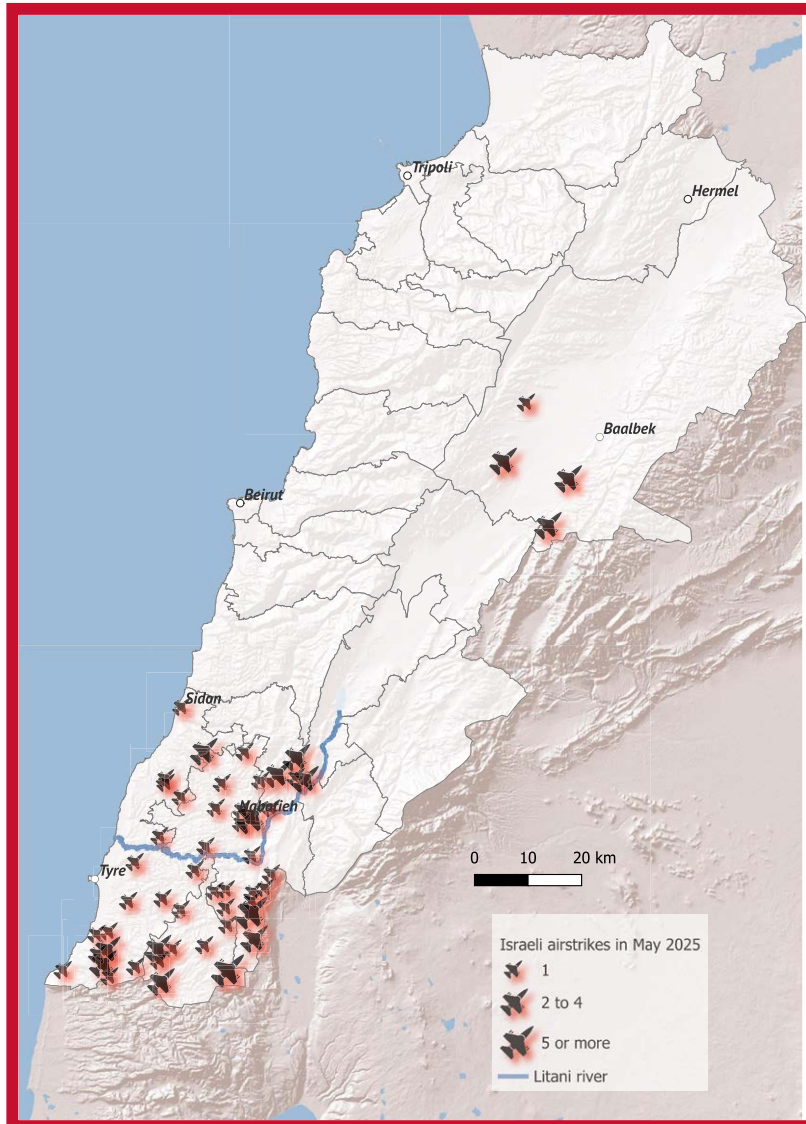 Tripoli
Hermel
Baalbek
Beirut
Sidon
Nabatieh
Tyre
0 10 20 km
Israeli airstrikes in May 2025
1
2 to 4
5 or more
Litani river